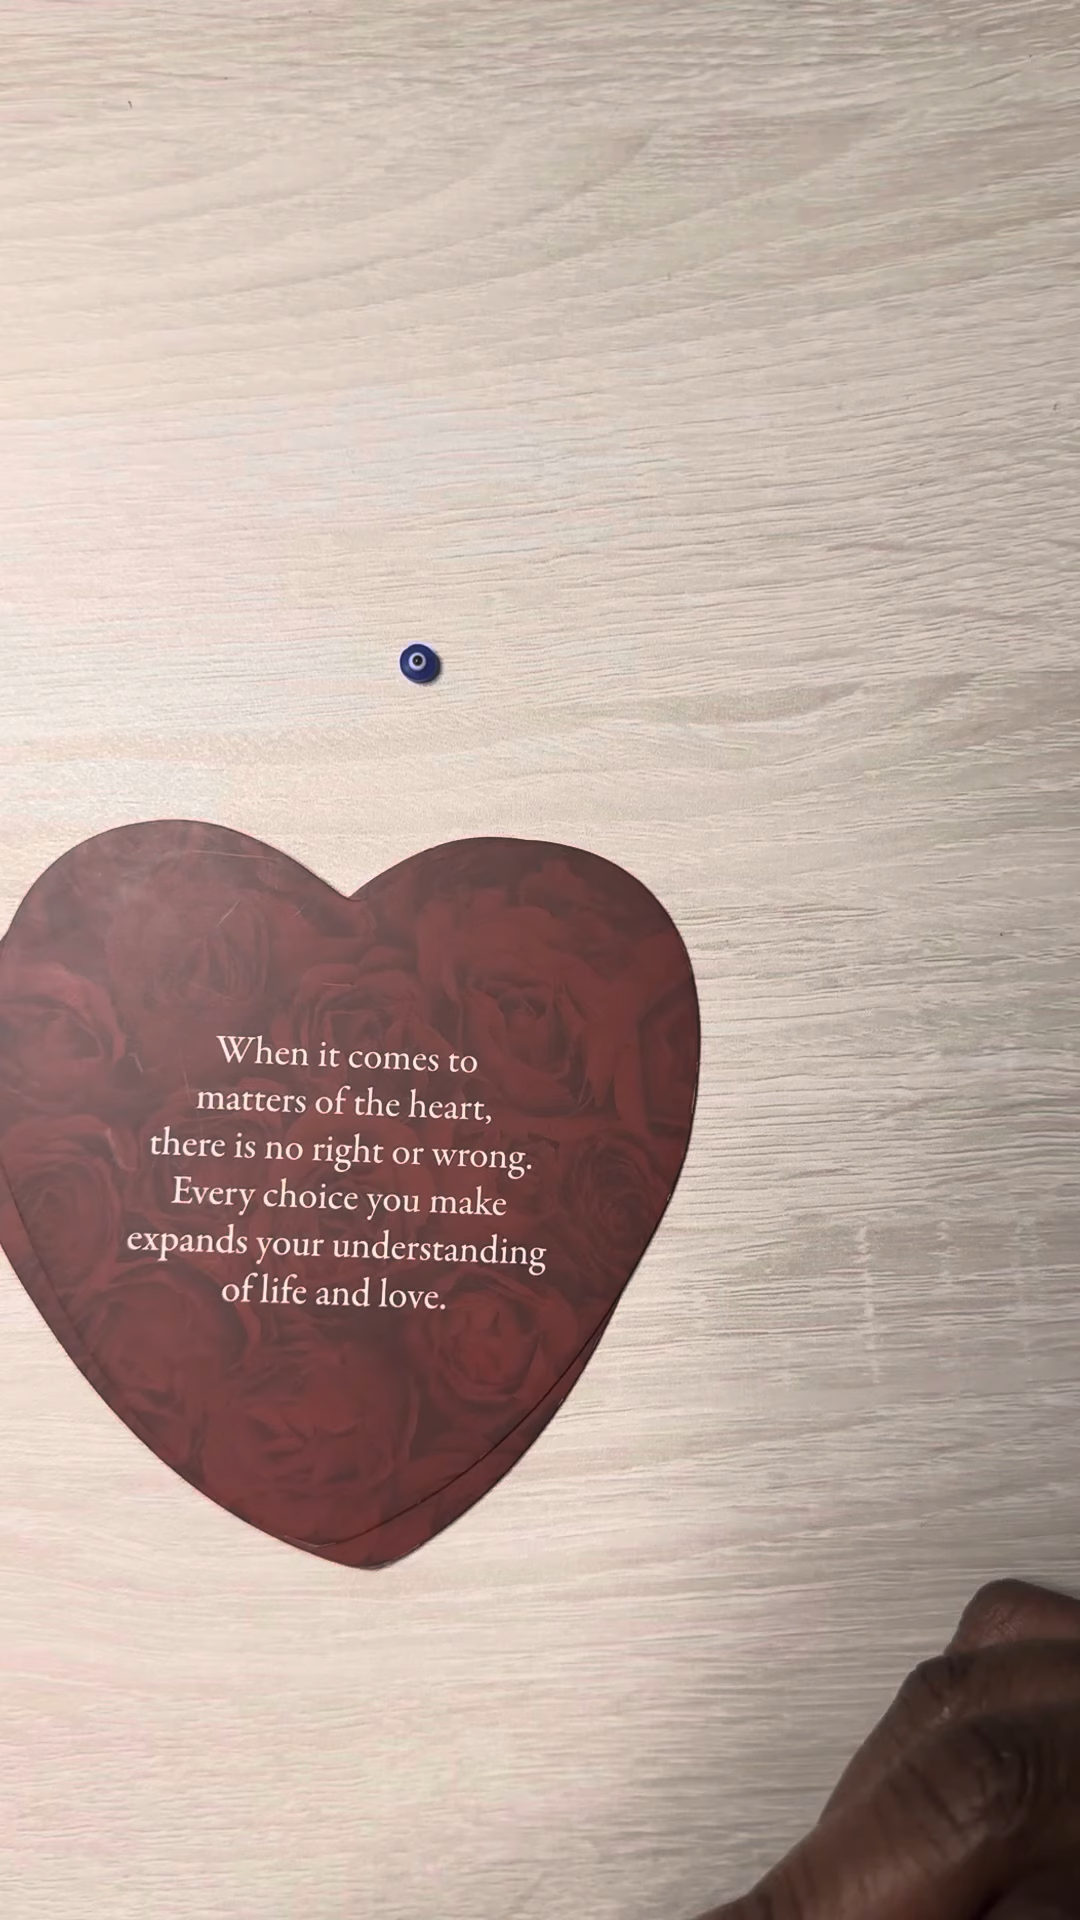 When it comes to
matters of the heart,
there is no right or wrong.
Every choice you make
expands your understanding
of life and love.